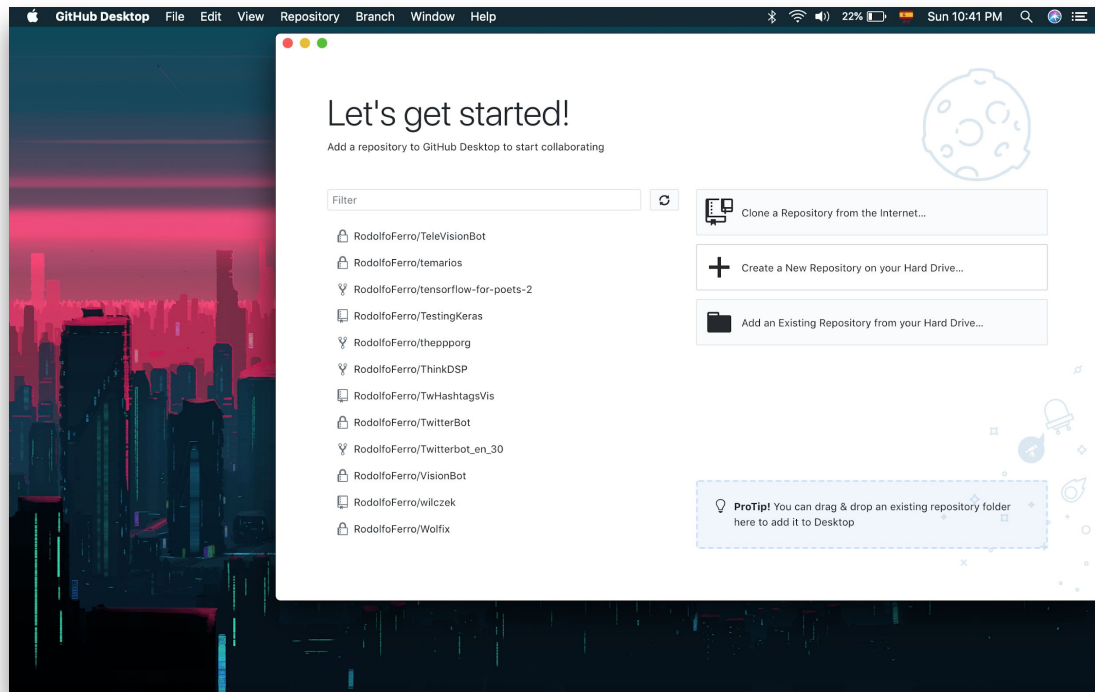 GitHub Desktop File Edit View Repository Branch Window Help 22% Sun 10:41 PM
Let's get started!
Add a repository to GitHub Desktop to start collaborating
Filter
RodolfoFerro/TeleVisionBot
RodolfoFerro/temarios
RodolfoFerro/tensorflow-for-poets-2
RodolfoFerro/TestingKeras
RodolfoFerro/theppporg
RodolfoFerro/ThinkDSP
RodolfoFerro/TwHashtagsVis
RodolfoFerro/TwitterBot
RodolfoFerro/Twitterbot_en_30
RodolfoFerro/VisionBot
RodolfoFerro/wilczek
RodolfoFerro/Wolfix
Clone a Repository from the Internet...
Create a New Repository on your Hard Drive...
Add an Existing Repository from your Hard Drive...
ProTip! You can drag & drop an existing repository folder
here to add it to Desktop